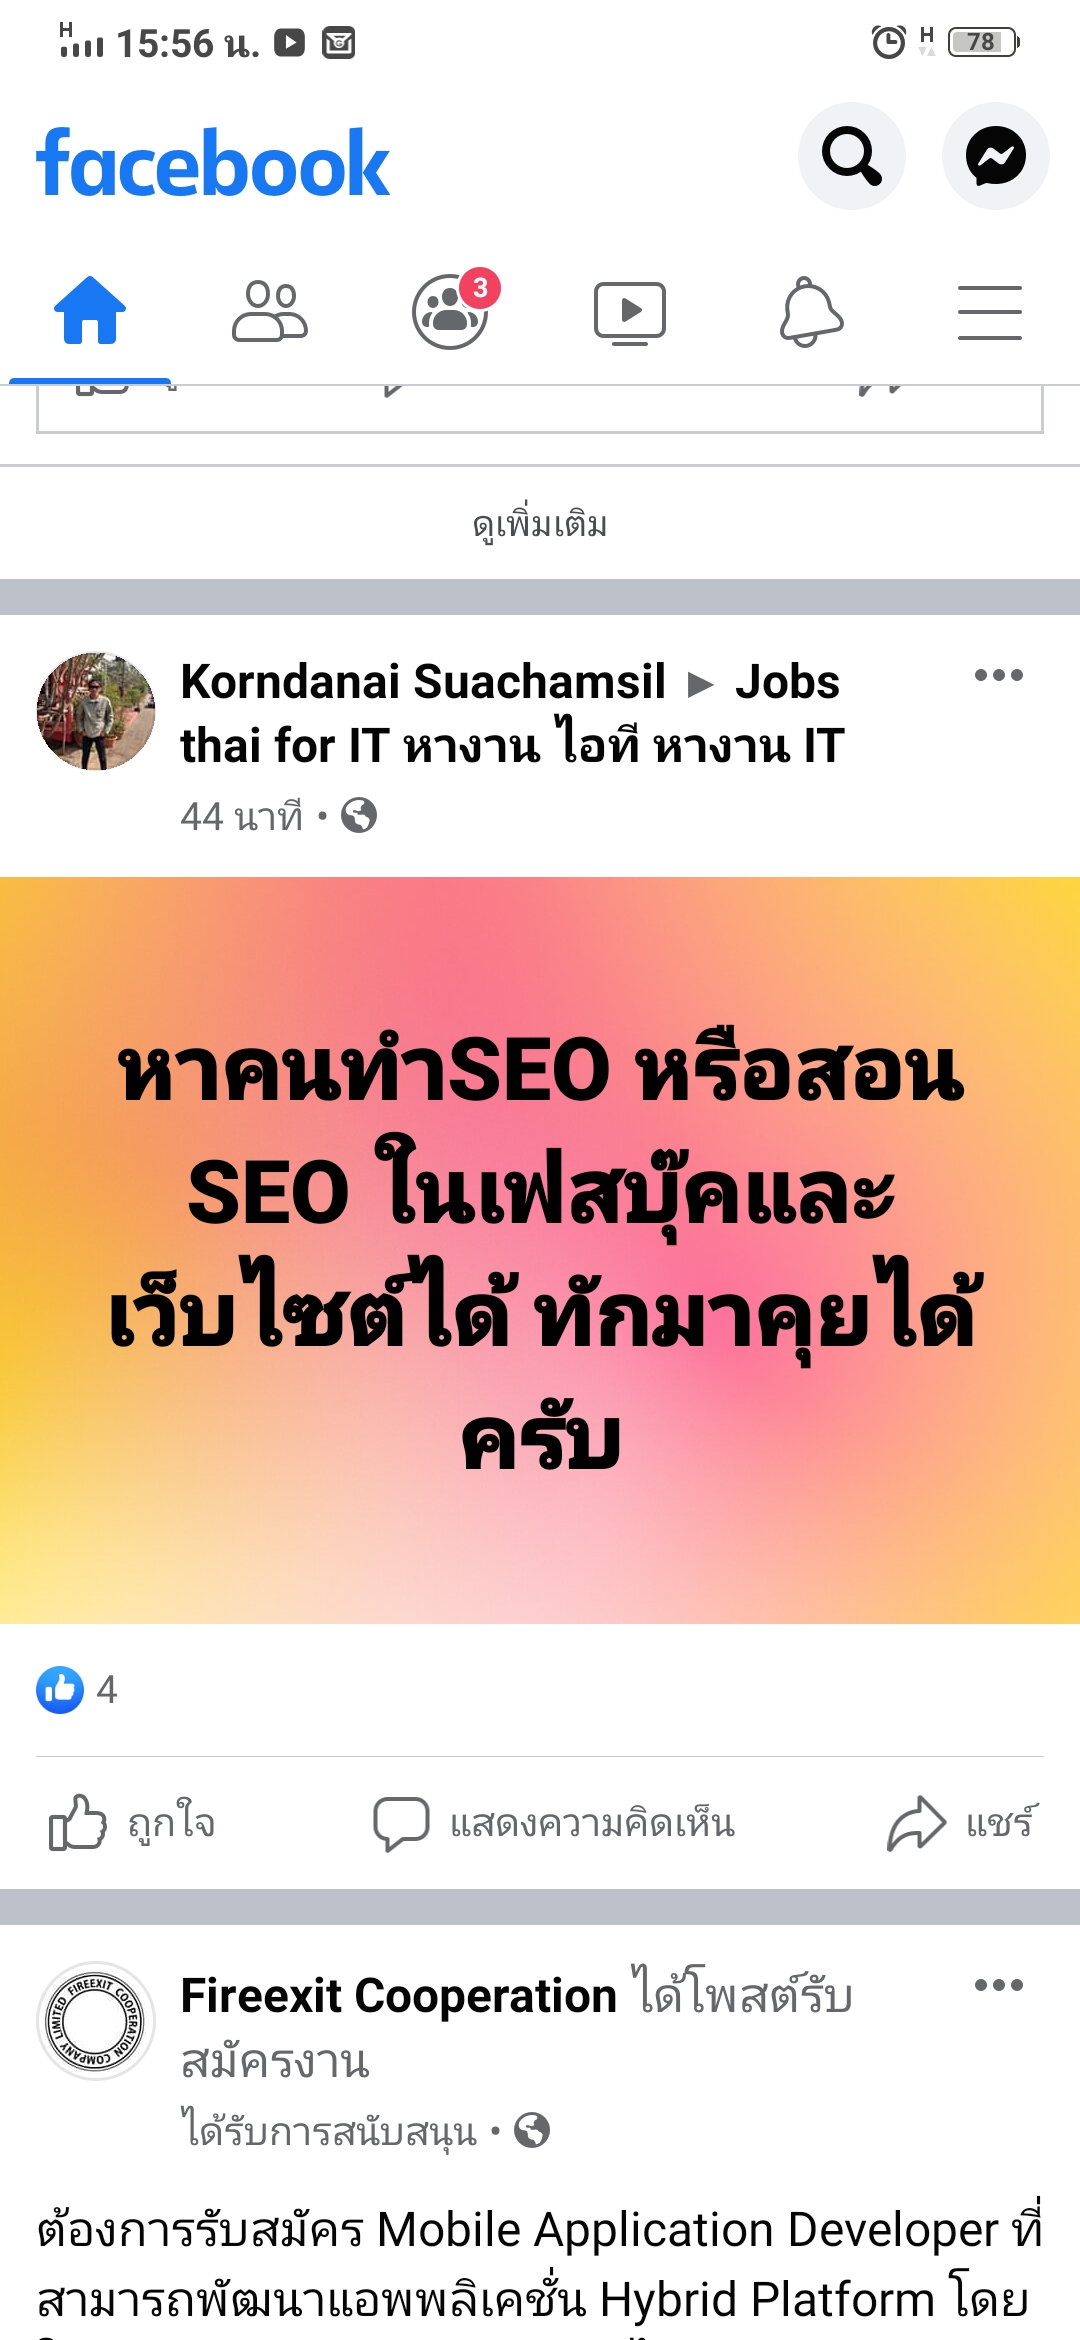 H 15:56 น. H 78
facebook
3
ดูเพิ่มเติม
Korndanai Suachamsil ▶ Jobs
thai for IT หางาน ไอที หางาน IT
44 นาที •
หาคนทำSEO หรือสอน
SEO ในเฟสบุ๊คและ
เว็บไซต์ได้ ทักมาคุยได้
ครับ
4
ถูกใจ แสดงความคิดเห็น แชร์
FIREEXIT COOPERATION COMPANY LIMITED
Fireexit Cooperation ได้โพสต์รับ
สมัครงาน
ได้รับการสนับสนุน •
ต้องการรับสมัคร Mobile Application Developer ที่
สามารถพัฒนาแอพพลิเคชั่น Hybrid Platform โดย